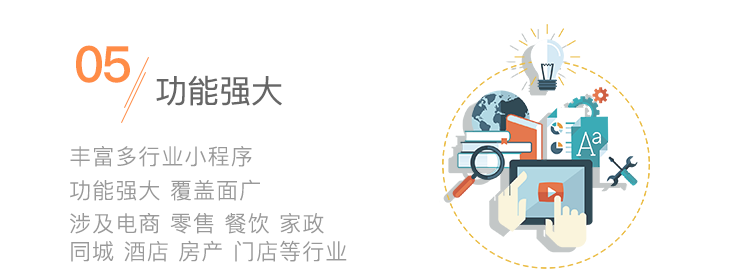 05
功能强大
丰富多行业小程序
功能强大 覆盖面广
涉及电商 零售 餐饮 家政
同城 酒店 房产 门店等行业
Aa